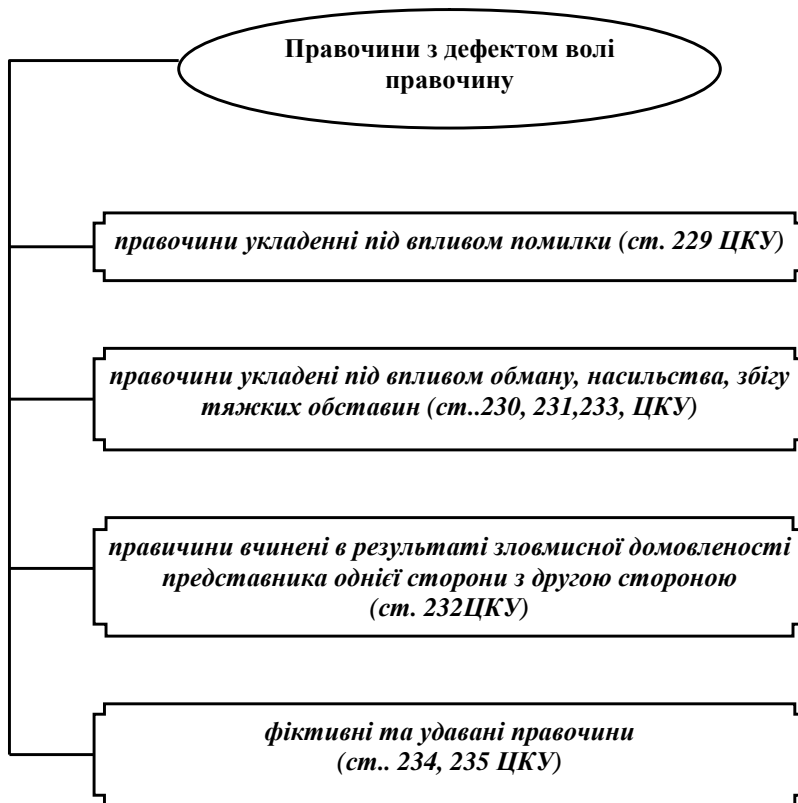 Правочини з дефектом волі
правочину
правочини укладенні під впливом помилки (ст. 229 ЦКУ)
правочини укладені під впливом обману, насильства, збігу
тяжких обставин (ст..230, 231,233, ЦКУ)
правичини вчинені в результаті зловмисної домовленості
представника однієї сторони з другою стороною
(ст. 232ЦКУ)
фіктивні та удавані правочини
(ст.. 234, 235 ЦКУ)